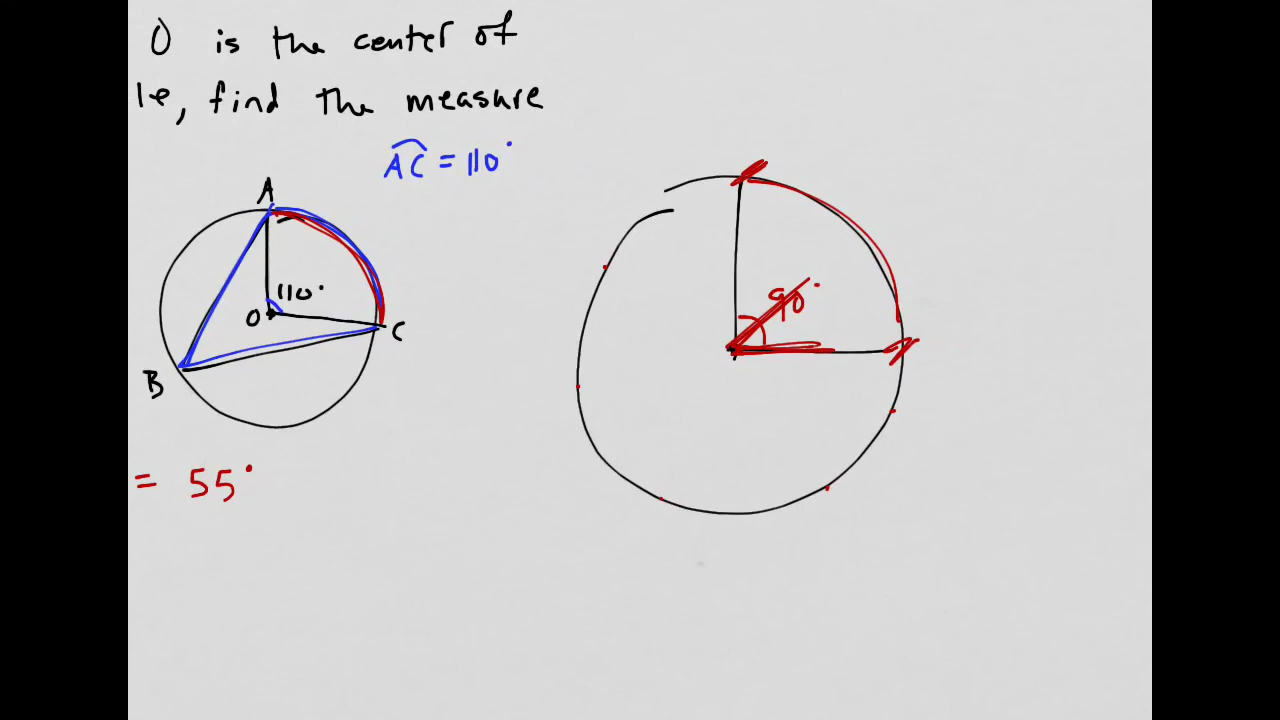 O is the center of
le, find the measure
AC = 110°
A
110°
O
C
B
= 55°
90°